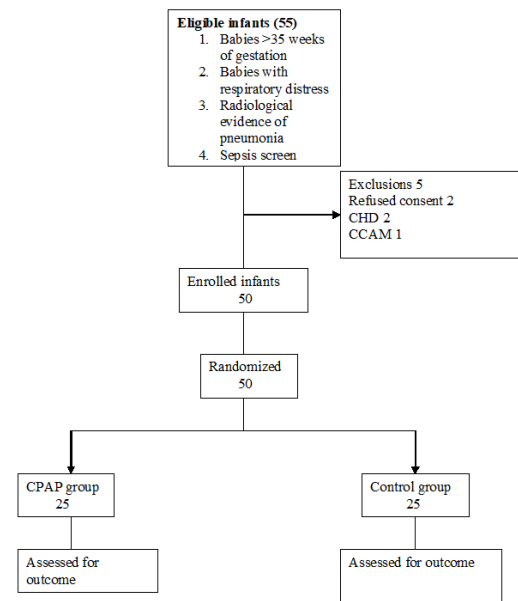 Eligible infants (55)
1. Babies >35 weeks
of gestation
2. Babies with
respiratory distress
3. Radiological
evidence of
pneumonia
4. Sepsis screen
Exclusions 5
Refused consent 2
CHD 2
CCAM 1
Enrolled infants
50
Randomized
50
CPAP group
25
Control group
25
Assessed for
outcome
Assessed for outcome